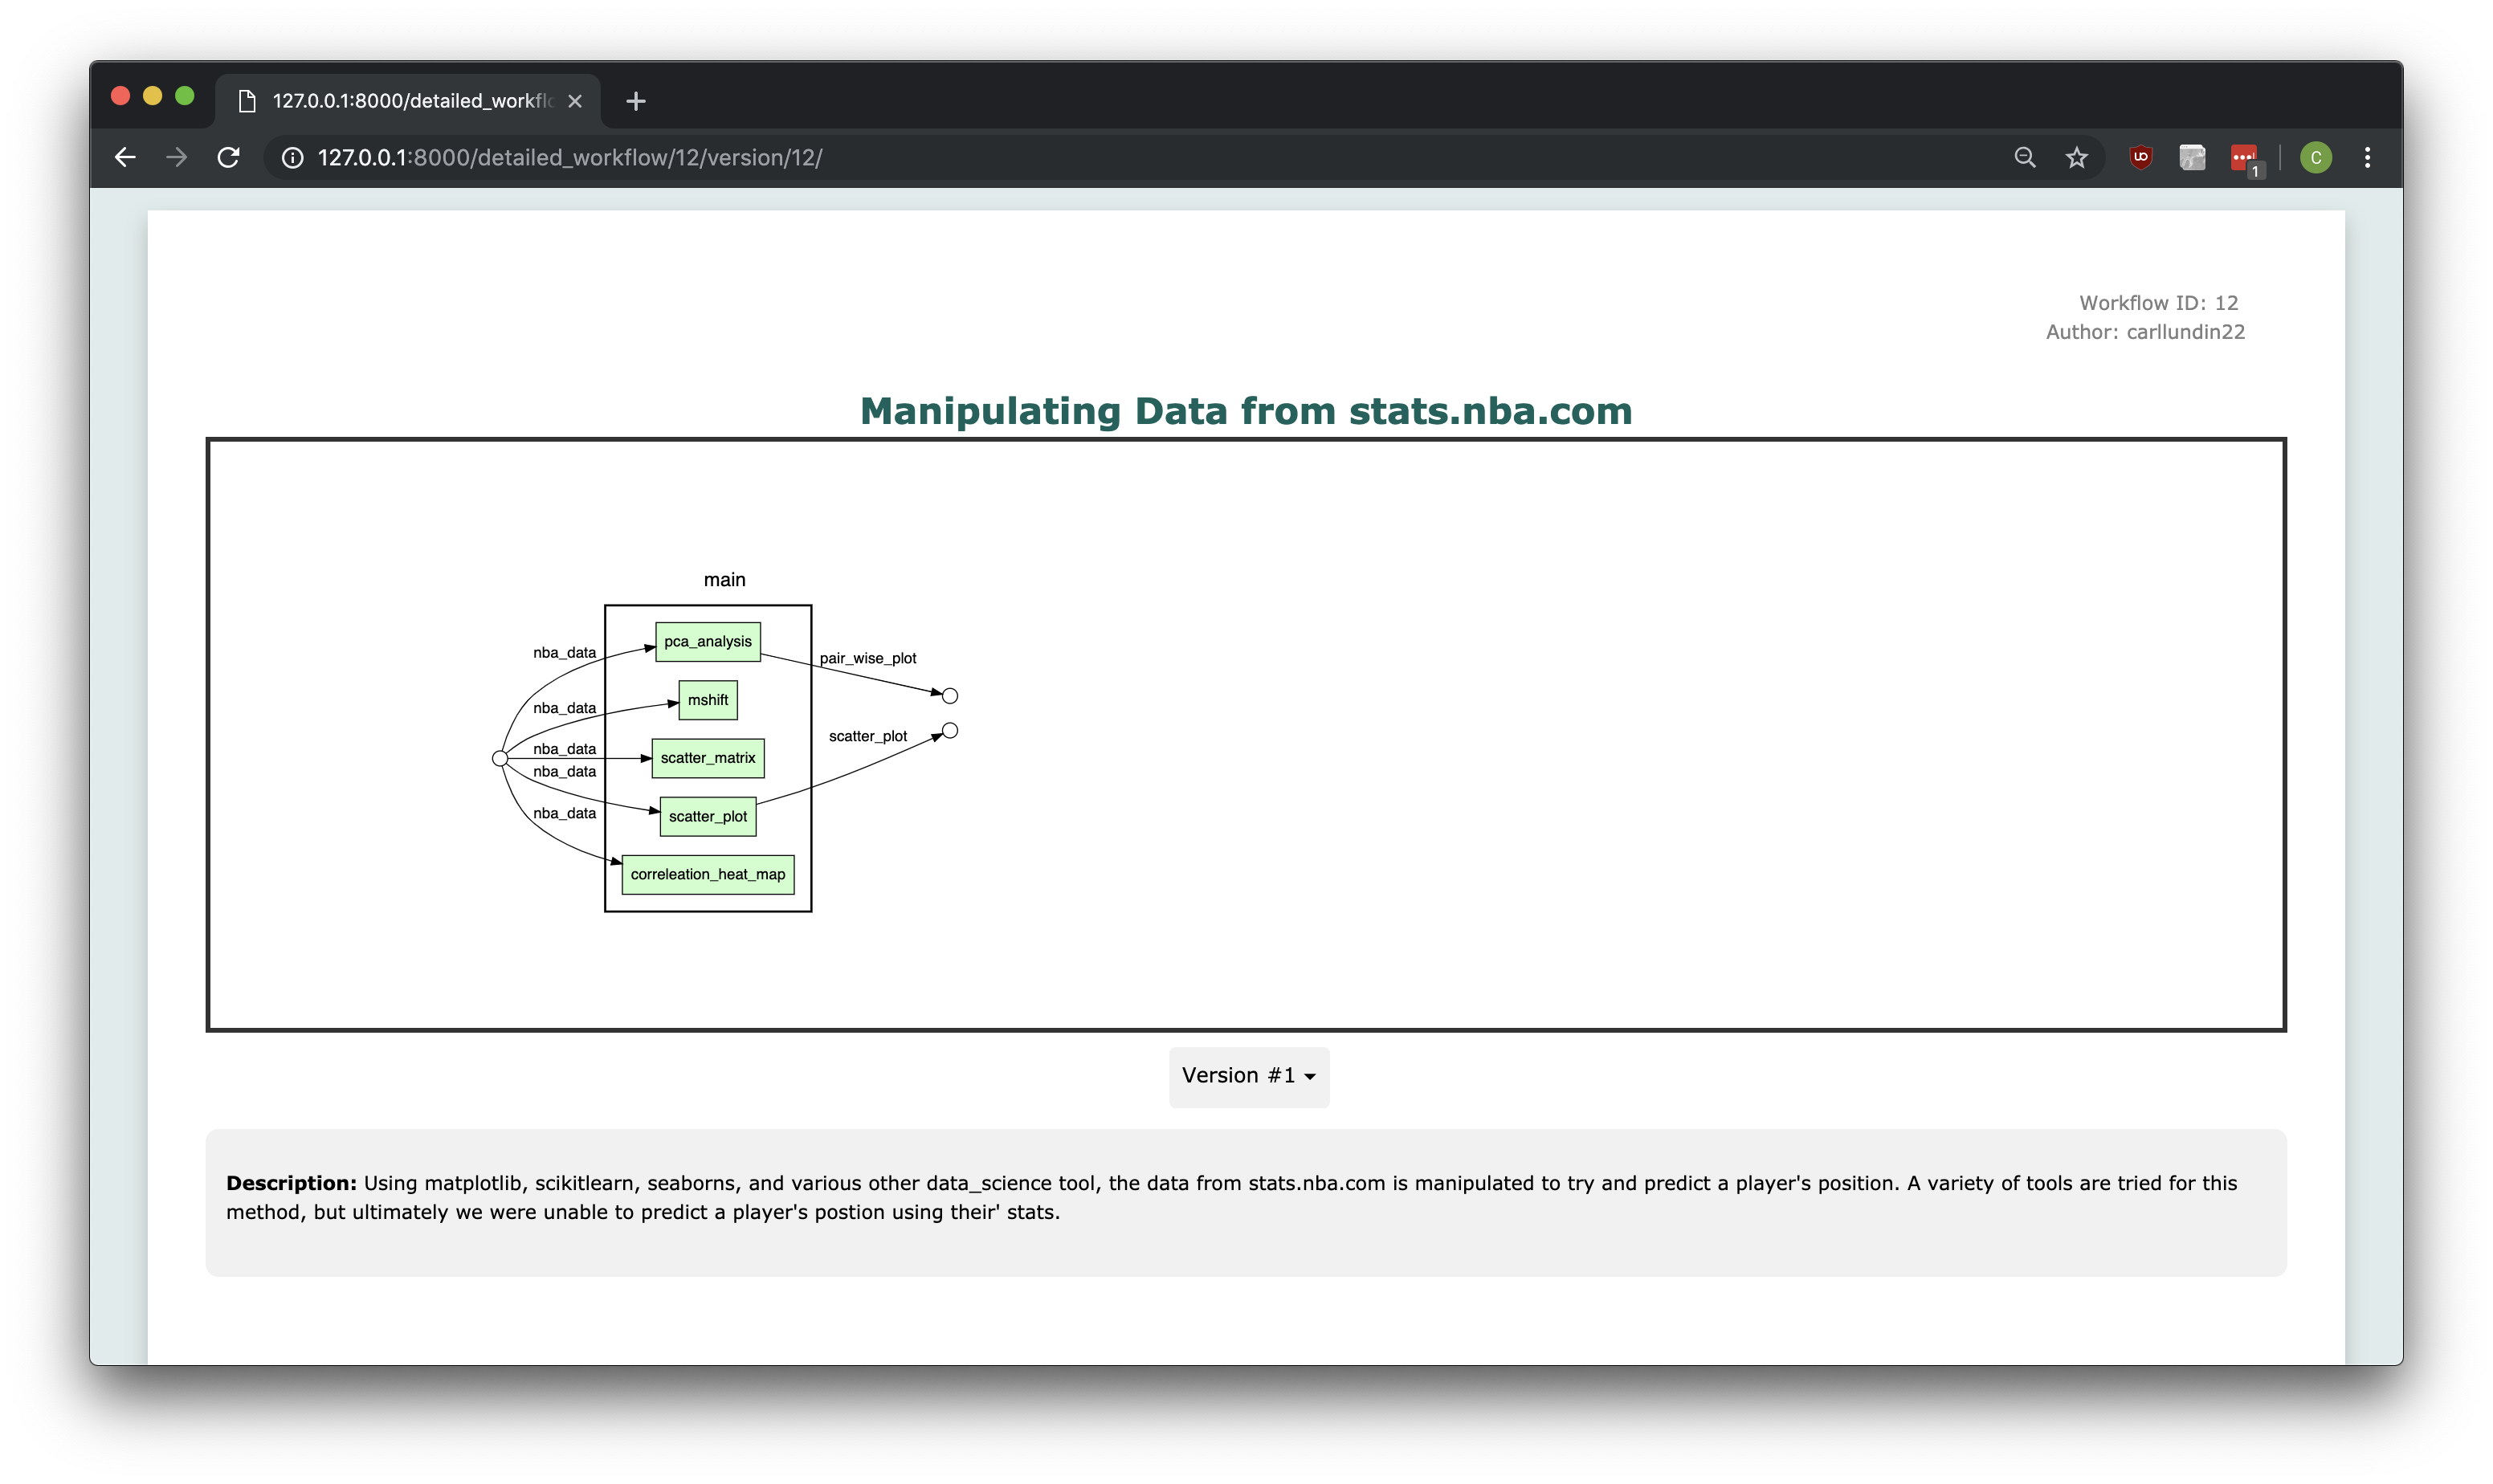 127.0.0.1:8000/detailed_workflo
127.0.0.1:8000/detailed_workflow/12/version/12/
1
C
Workflow ID: 12
Author: carllundin22
Manipulating Data from stats.nba.com
main
nba_data
pca_analysis
pair_wise_plot
nba_data
mshift
nba_data
scatter_matrix
scatter_plot
nba_data
scatter_plot
nba_data
correleation_heat_map
Version #1
Description: Using matplotlib, scikitlearn, seaborns, and various other data_science tool, the data from stats.nba.com is manipulated to try and predict a player's position. A variety of tools are tried for this
method, but ultimately we were unable to predict a player's postion using their' stats.